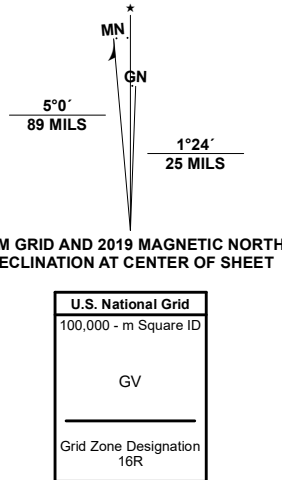 ★
MN
GN
5°0´
89 MILS
1°24´
25 MILS
M GRID AND 2019 MAGNETIC NORTH
ECLINATION AT CENTER OF SHEET
U.S. National Grid
100,000 - m Square ID
GV
Grid Zone Designation
16R